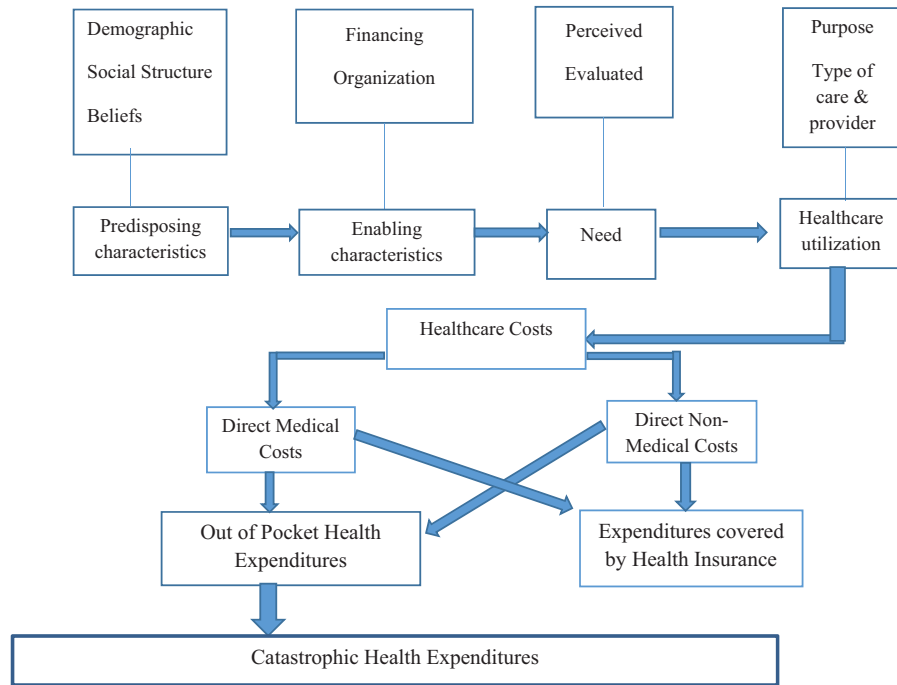 Demographic
Social Structure
Beliefs
Financing
Organization
Perceived
Evaluated
Purpose
Type of
care &
provider
Predisposing
characteristics
Enabling
characteristics
Need
Healthcare
utilization
Healthcare Costs
Direct Medical
Costs
Direct Non-
Medical Costs
Out of Pocket Health
Expenditures
Expenditures covered
by Health Insurance
Catastrophic Health Expenditures